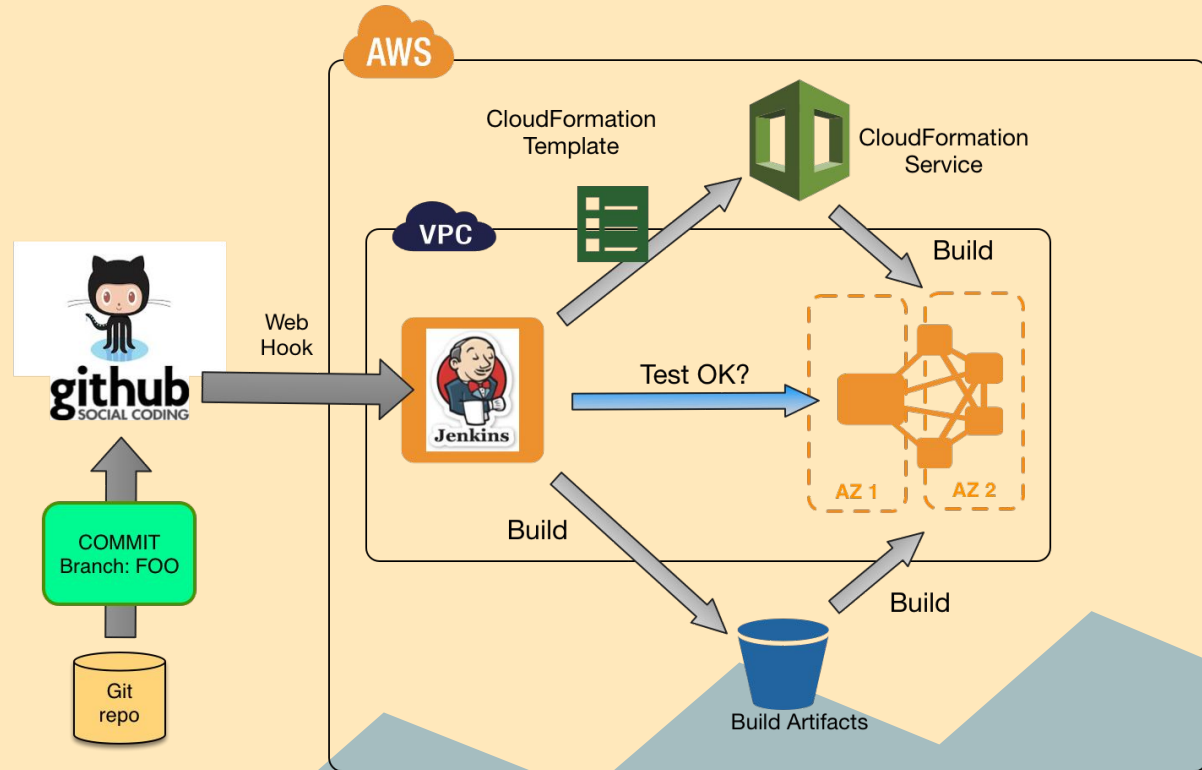 AWS
CloudFormation
Template
CloudFormation
Service
VPC
Build
Web
Hook
github
SOCIAL CODING
Jenkins
Test OK?
AZ 1
AZ 2
COMMIT
Branch: FOO
Build
Build
Git
repo
Build Artifacts